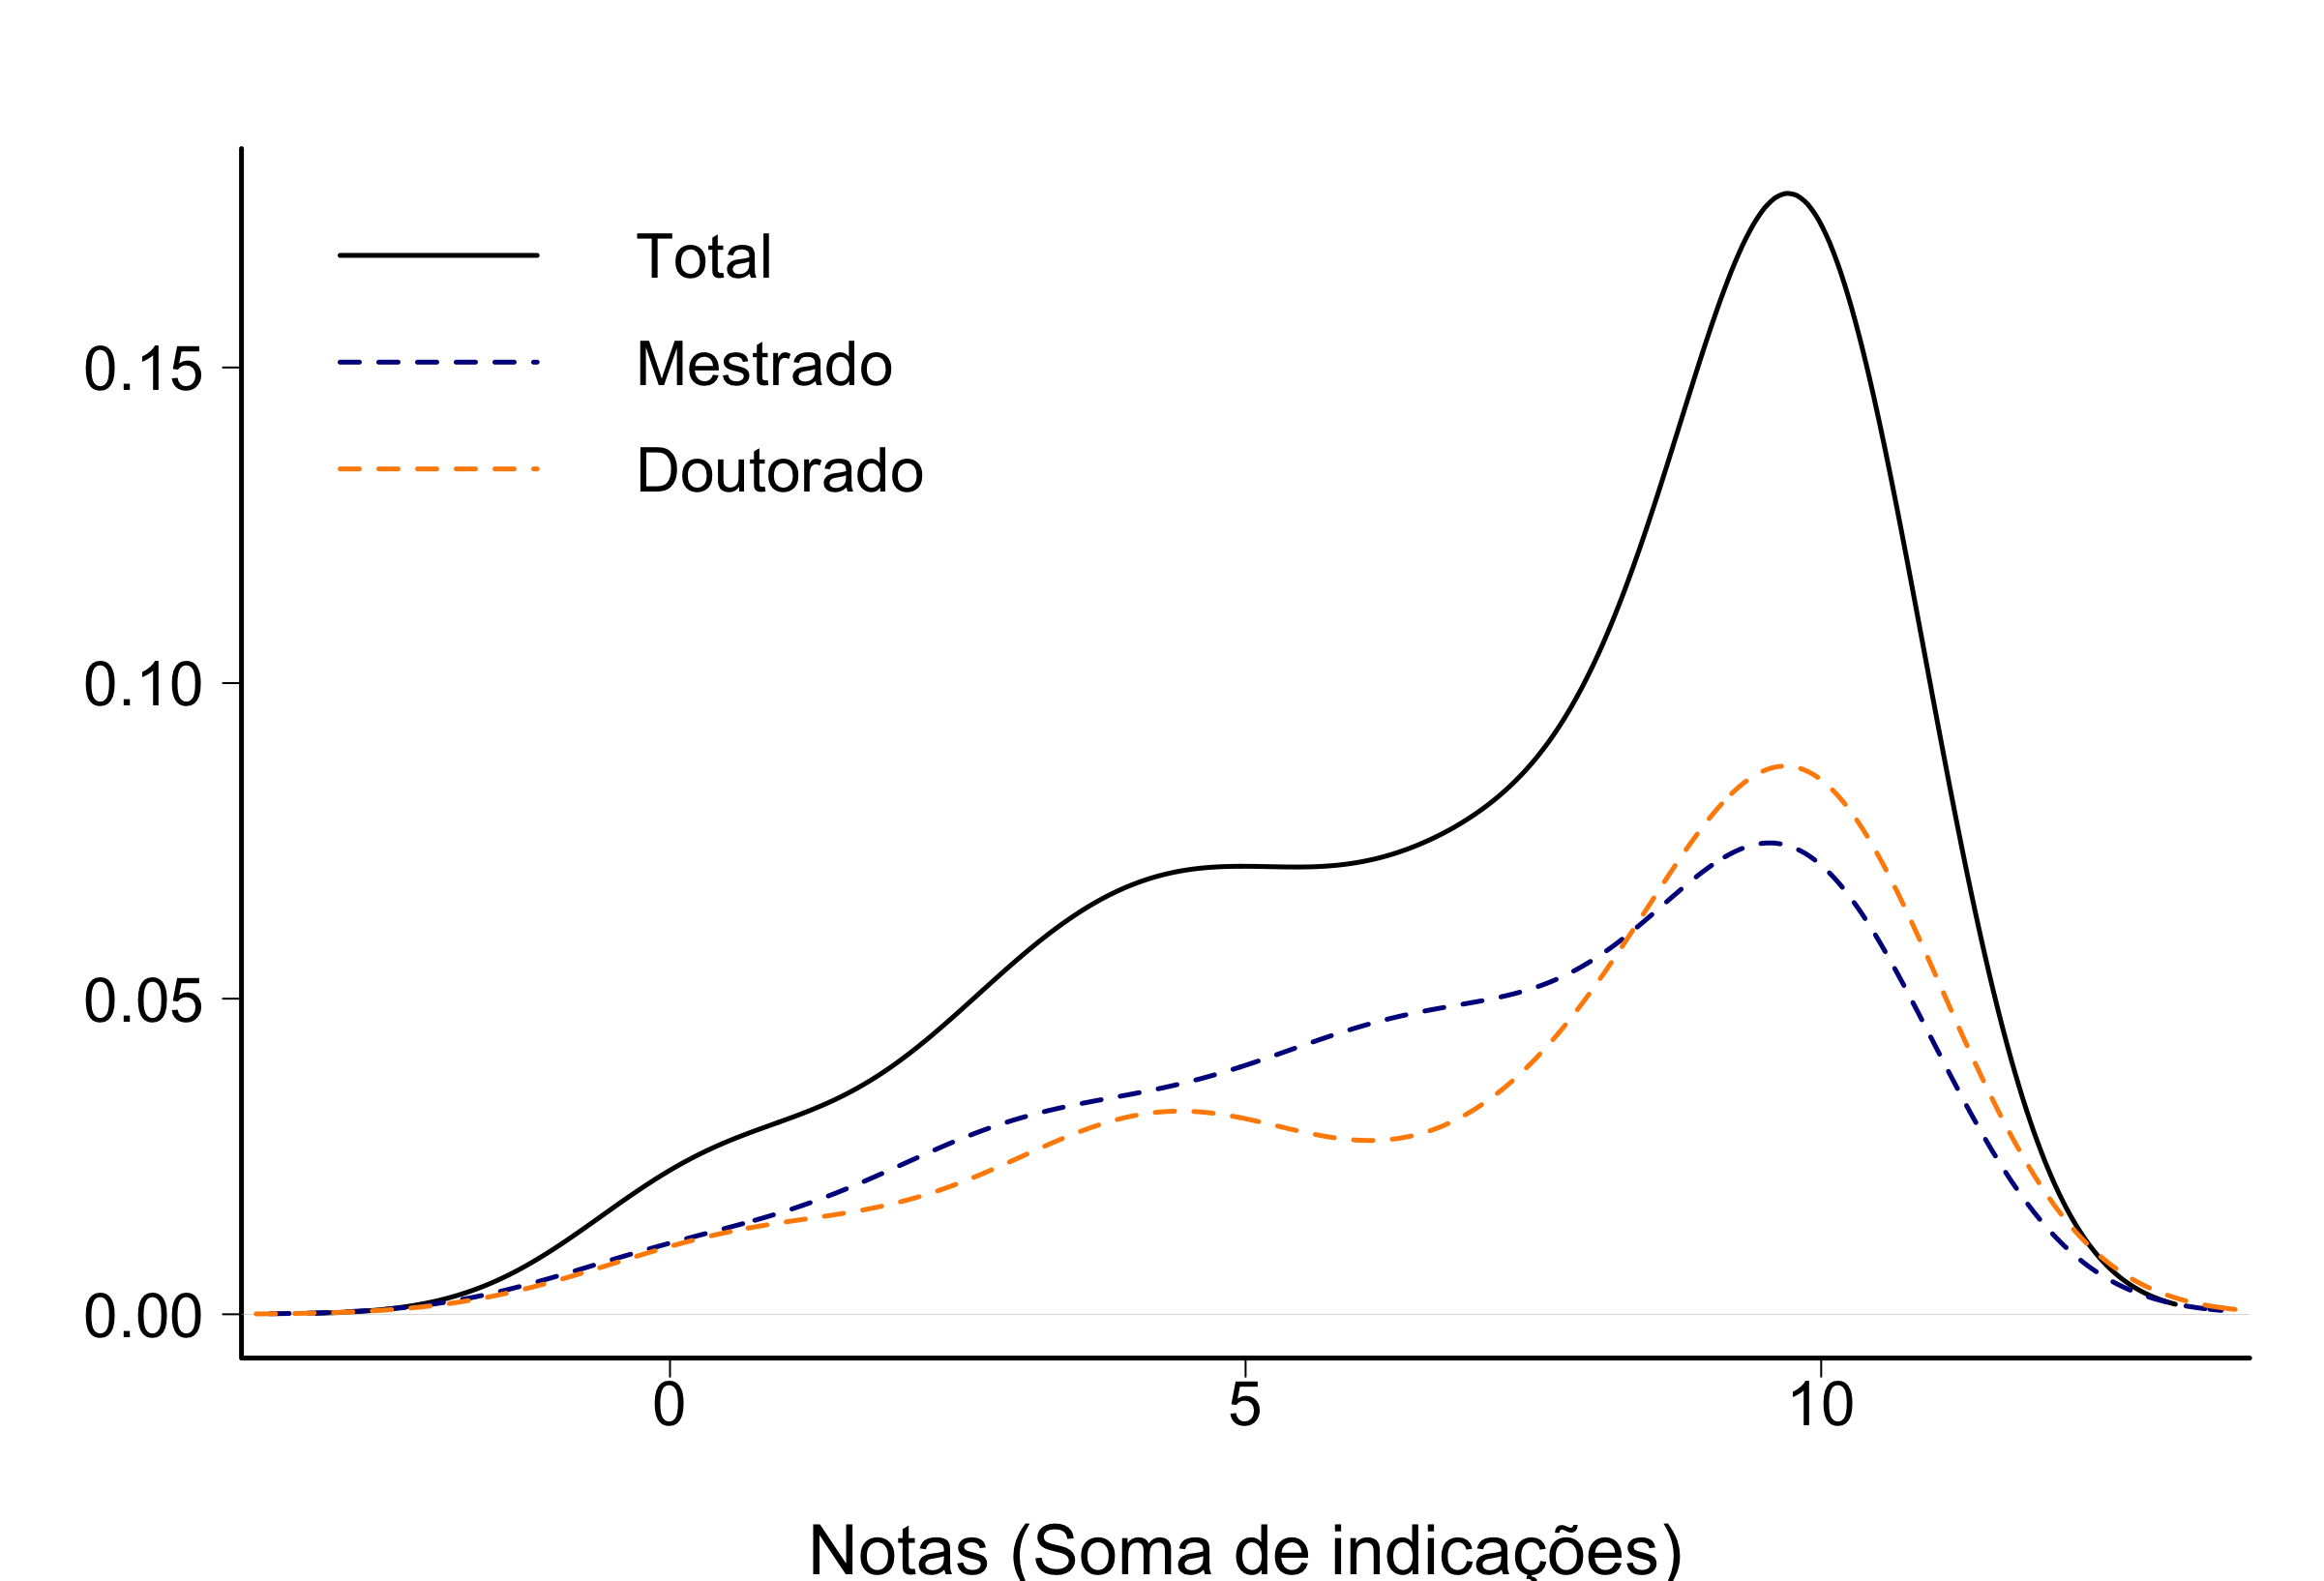 Total
Mestrado
Doutorado
0.15
0.10
0.05
0.00
0 5 10
Notas (Soma de indicações)